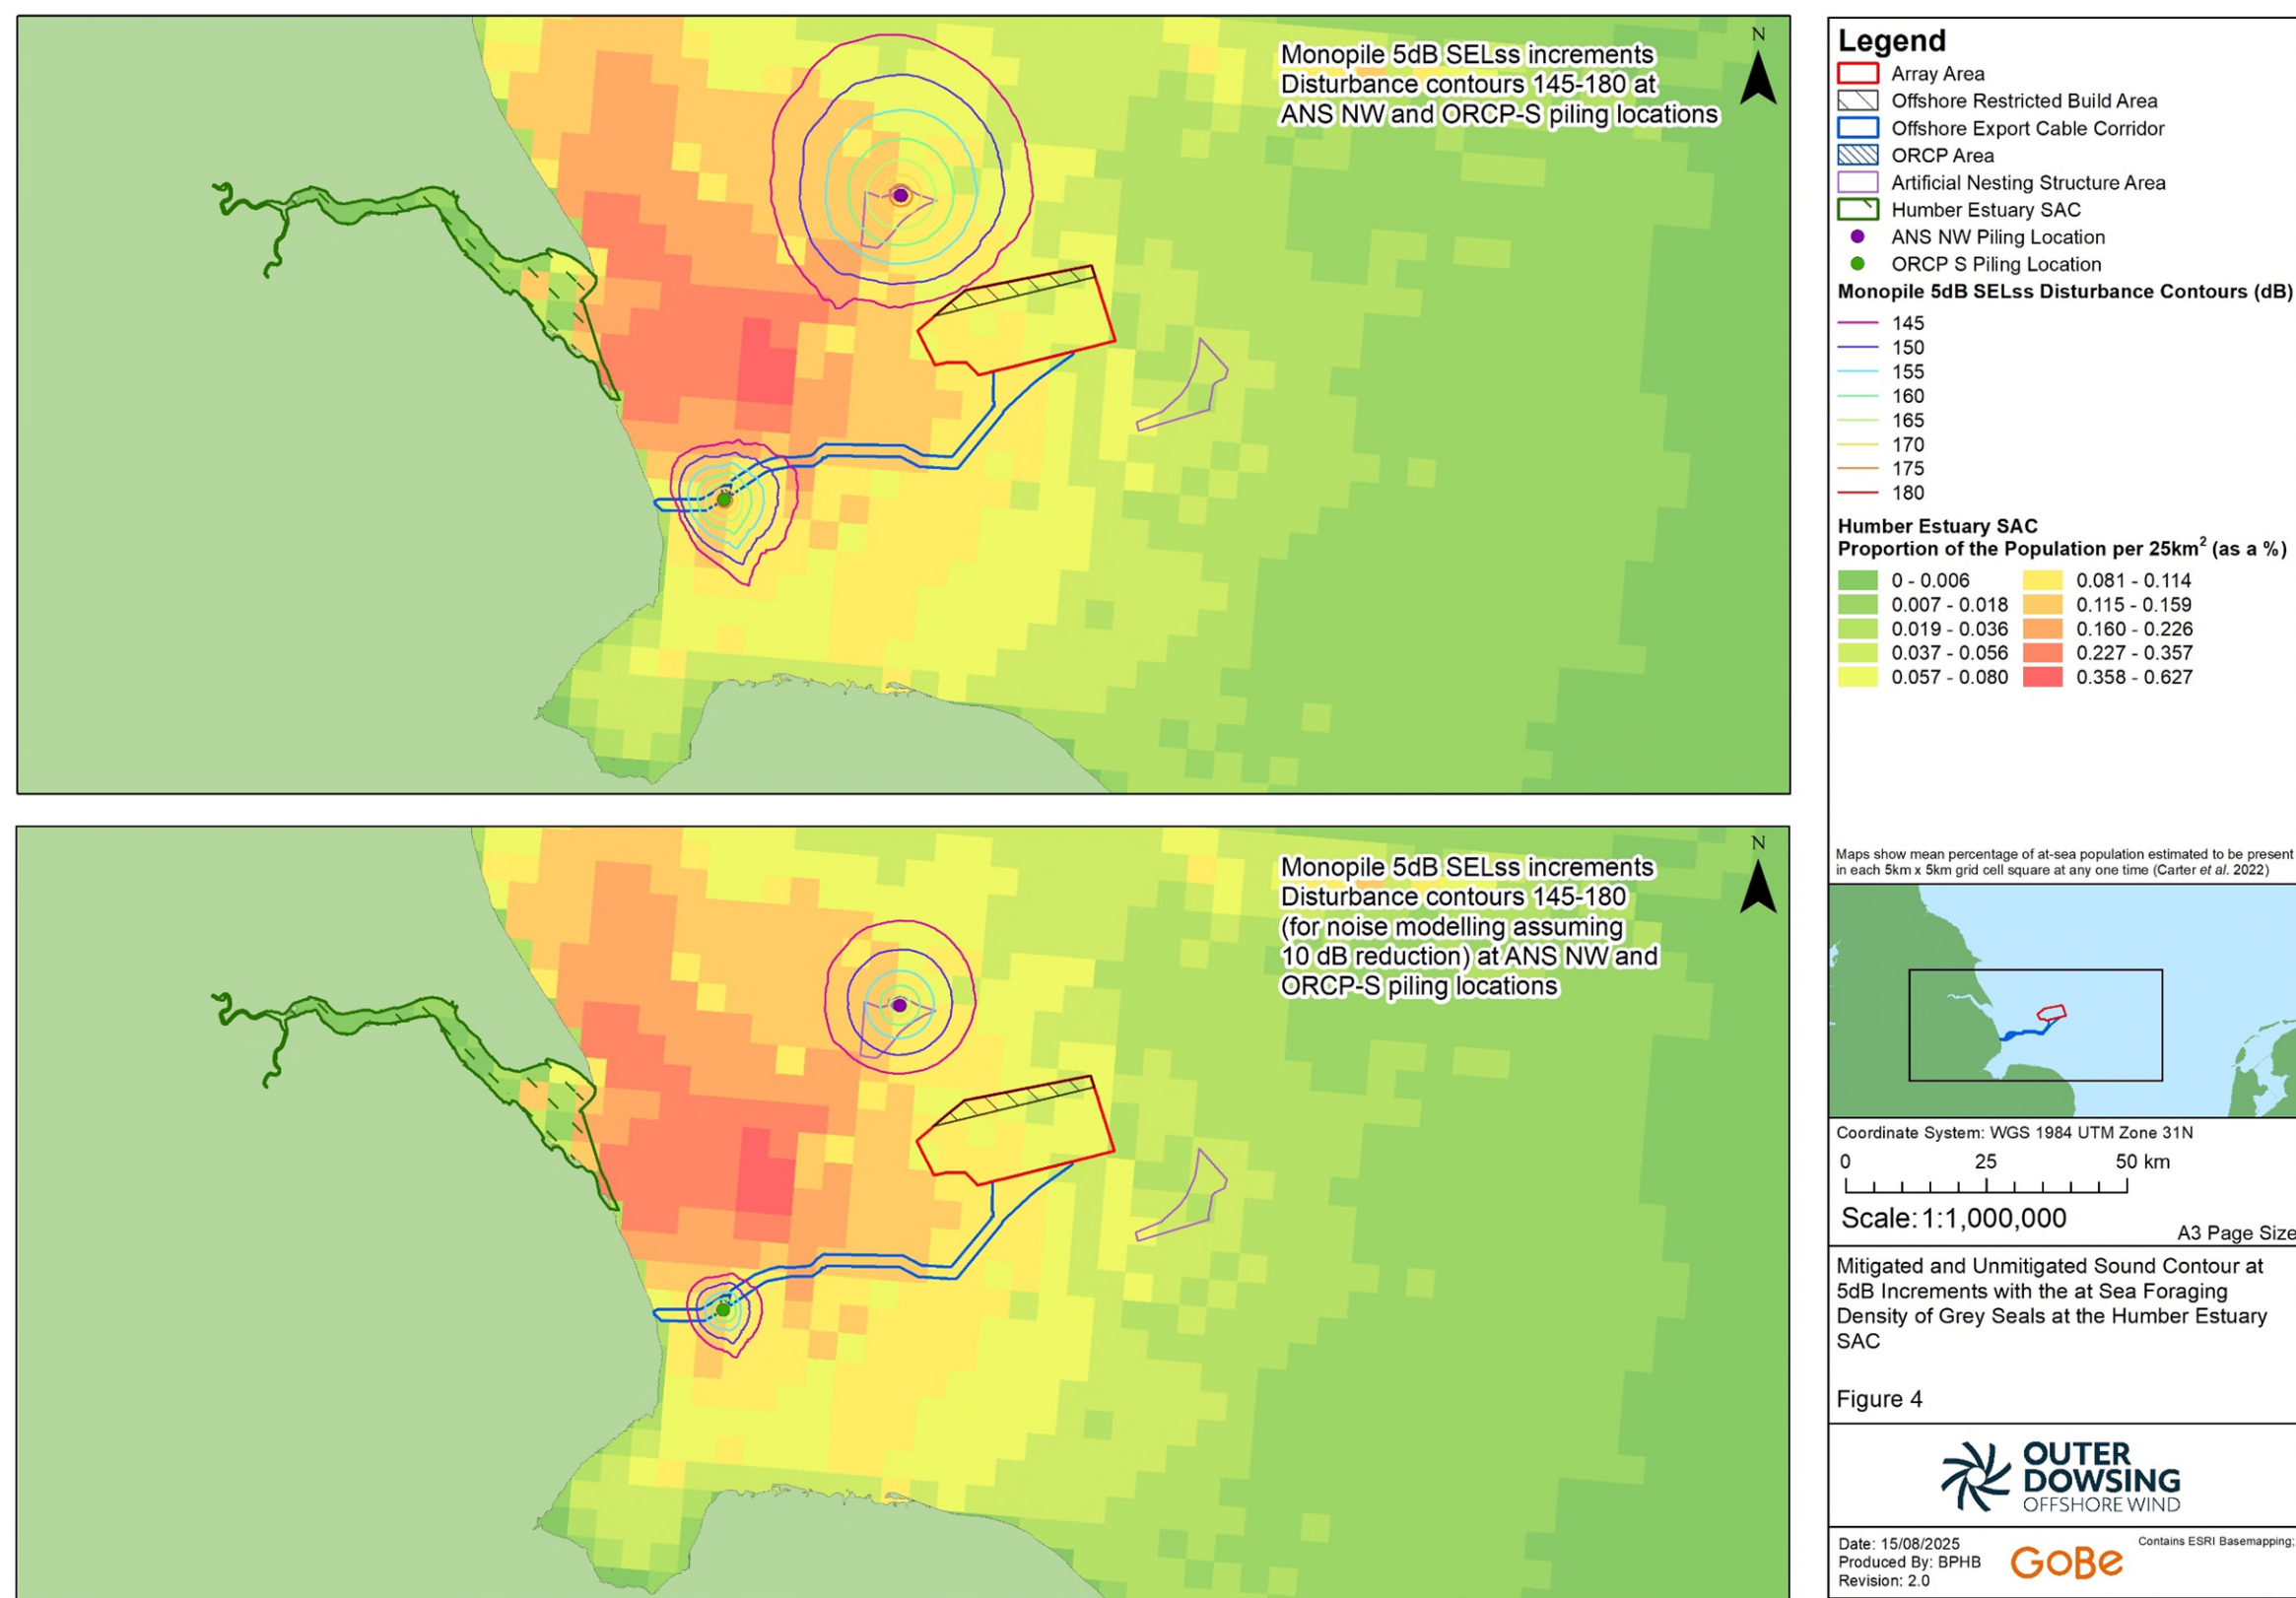 Monopile 5dB SELss increments
Disturbance contours 145-180 at
ANS NW and ORCP-S piling locations
N
Monopile 5dB SELss increments
Disturbance contours 145-180
(for noise modelling assuming
10 dB reduction) at ANS NW and
ORCP-S piling locations
N
Legend
Array Area
Offshore Restricted Build Area
Offshore Export Cable Corridor
ORCP Area
Artificial Nesting Structure Area
Humber Estuary SAC
ANS NW Piling Location
ORCP S Piling Location
Monopile 5dB SELss Disturbance Contours (dB)
145
150
155
160
165
170
175
180
Humber Estuary SAC
Proportion of the Population per 25km² (as a %)
0 - 0.006 0.081 - 0.114
0.007 - 0.018 0.115 - 0.159
0.019 - 0.036 0.160 - 0.226
0.037 - 0.056 0.227 - 0.357
0.057 - 0.080 0.358 - 0.627
Maps show mean percentage of at-sea population estimated to be present
in each 5km x 5km grid cell square at any one time (Carter et al. 2022)
Coordinate System: WGS 1984 UTM Zone 31N
0 25 50 km
Scale:1:1,000,000 A3 Page Size
Mitigated and Unmitigated Sound Contour at
5dB Increments with the at Sea Foraging
Density of Grey Seals at the Humber Estuary
SAC
Figure 4
OUTER
DOWSING
OFFSHORE WIND
Date: 15/08/2025
Produced By: BPHB
Revision: 2.0
GoBe
Contains ESRI Basemapping;